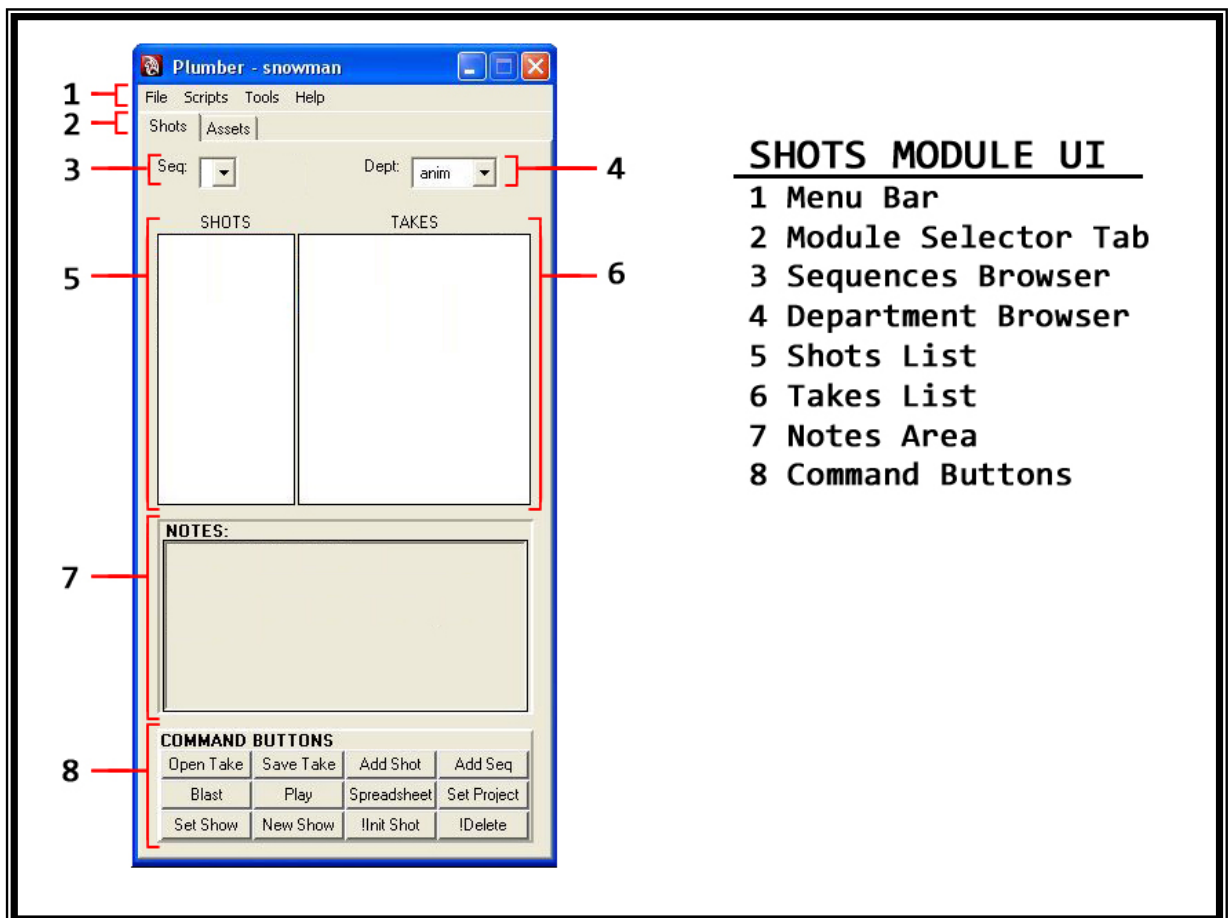 Plumber - snowman
1
File Scripts Tools Help
2
Shots Assets
3
Seq:
Dept: anim
4
SHOTS
TAKES
5
6
NOTES:
7
COMMAND BUTTONS
8
Open Take Save Take Add Shot Add Seq
Blast Play Spreadsheet Set Project
Set Show New Show !Init Shot !Delete
SHOTS MODULE UI
1 Menu Bar
2 Module Selector Tab
3 Sequences Browser
4 Department Browser
5 Shots List
6 Takes List
7 Notes Area
8 Command Buttons